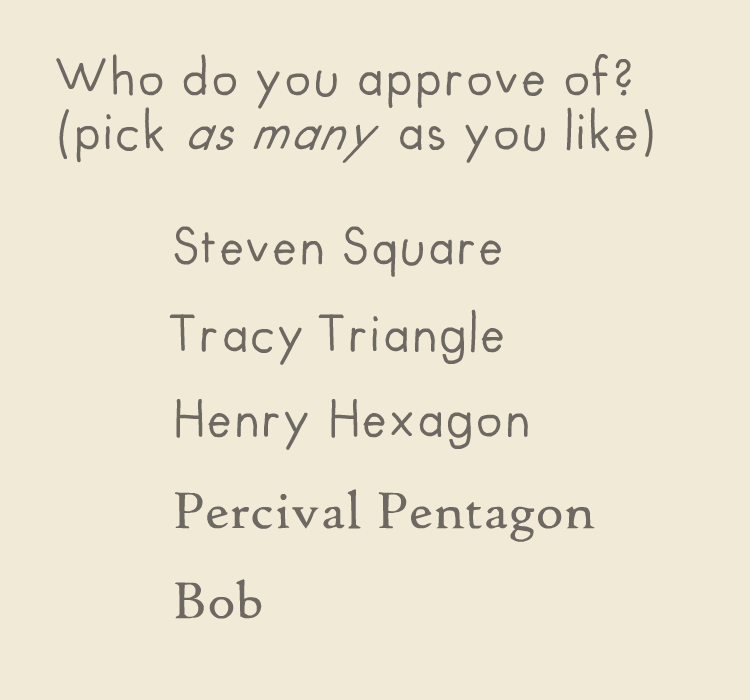 Who do you approve of?
(pick as many as you like)
Steven Square
Tracy Triangle
Henry Hexagon
Percival Pentagon
Bob